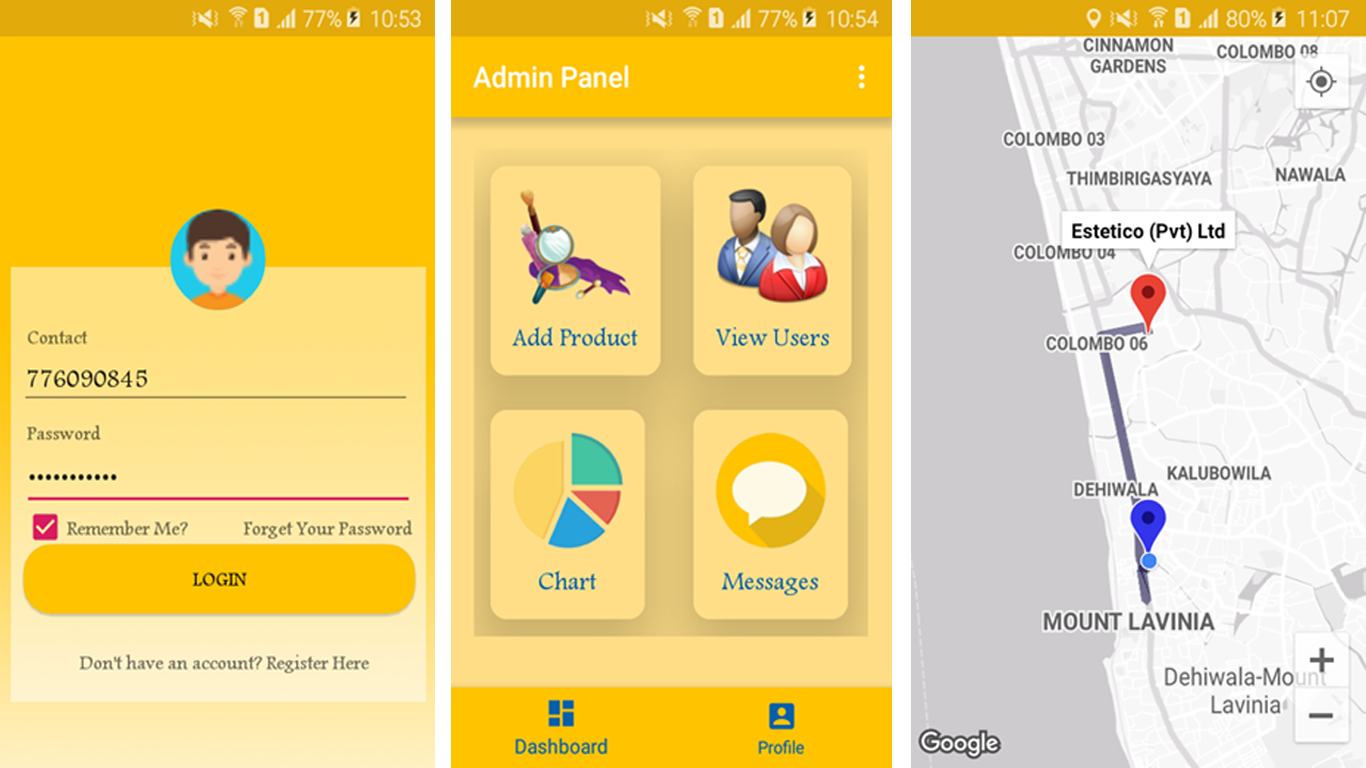 77% 10:53
Contact
776090845
Password
Remember Me? Forget Your Password
LOGIN
Don't have an account? Register Here
77% 10:54
Admin Panel
Add Product
View Users
Chart
Messages
Dashboard
Profile
1 80% 11:07
CINNAMON
GARDENS
COLOMBO 08
COLOMBO 03
THIMBIRIGASYAYA
NAWALA
Estetico (Pvt) Ltd
COLOMBO 04
COLOMBO 06
KALUBOWILA
DEHIWALA
MOUNT LAVINIA
Dehiwala-Mount
Lavinia
Google